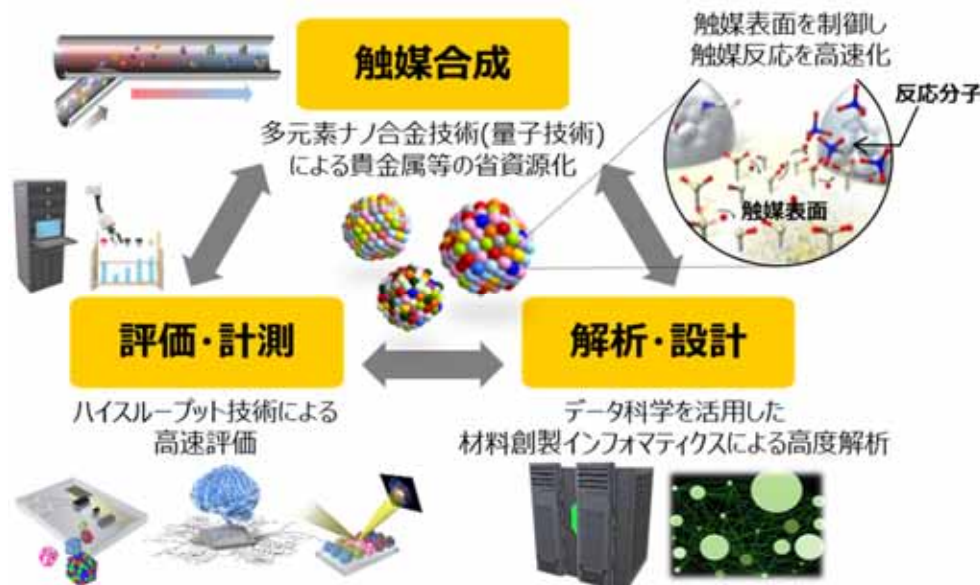 触媒合成
多元素ナノ合金技術(量子技術)
による貴金属等の省資源化
触媒表面を制御し
触媒反応を高速化
反応分子
触媒表面
評価・計測
ハイスループット技術による
高速評価
解析・設計
データ科学を活用した
材料創製インフォマティクスによる高度解析